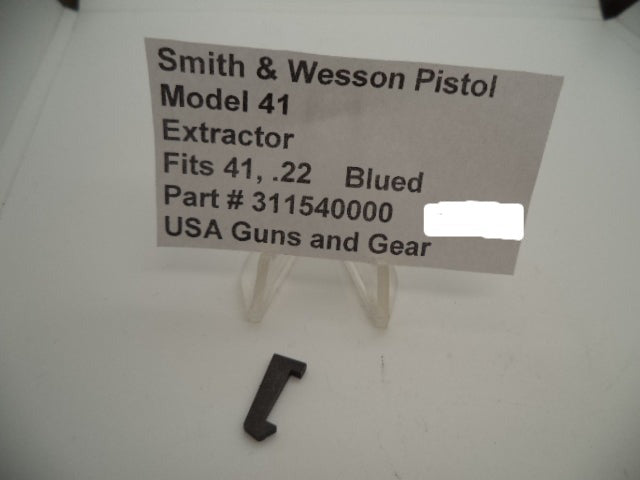 Smith & Wesson Pistol
Model 41
Extractor
Fits 41, .22 Blued
Part # 311540000
USA Guns and Gear